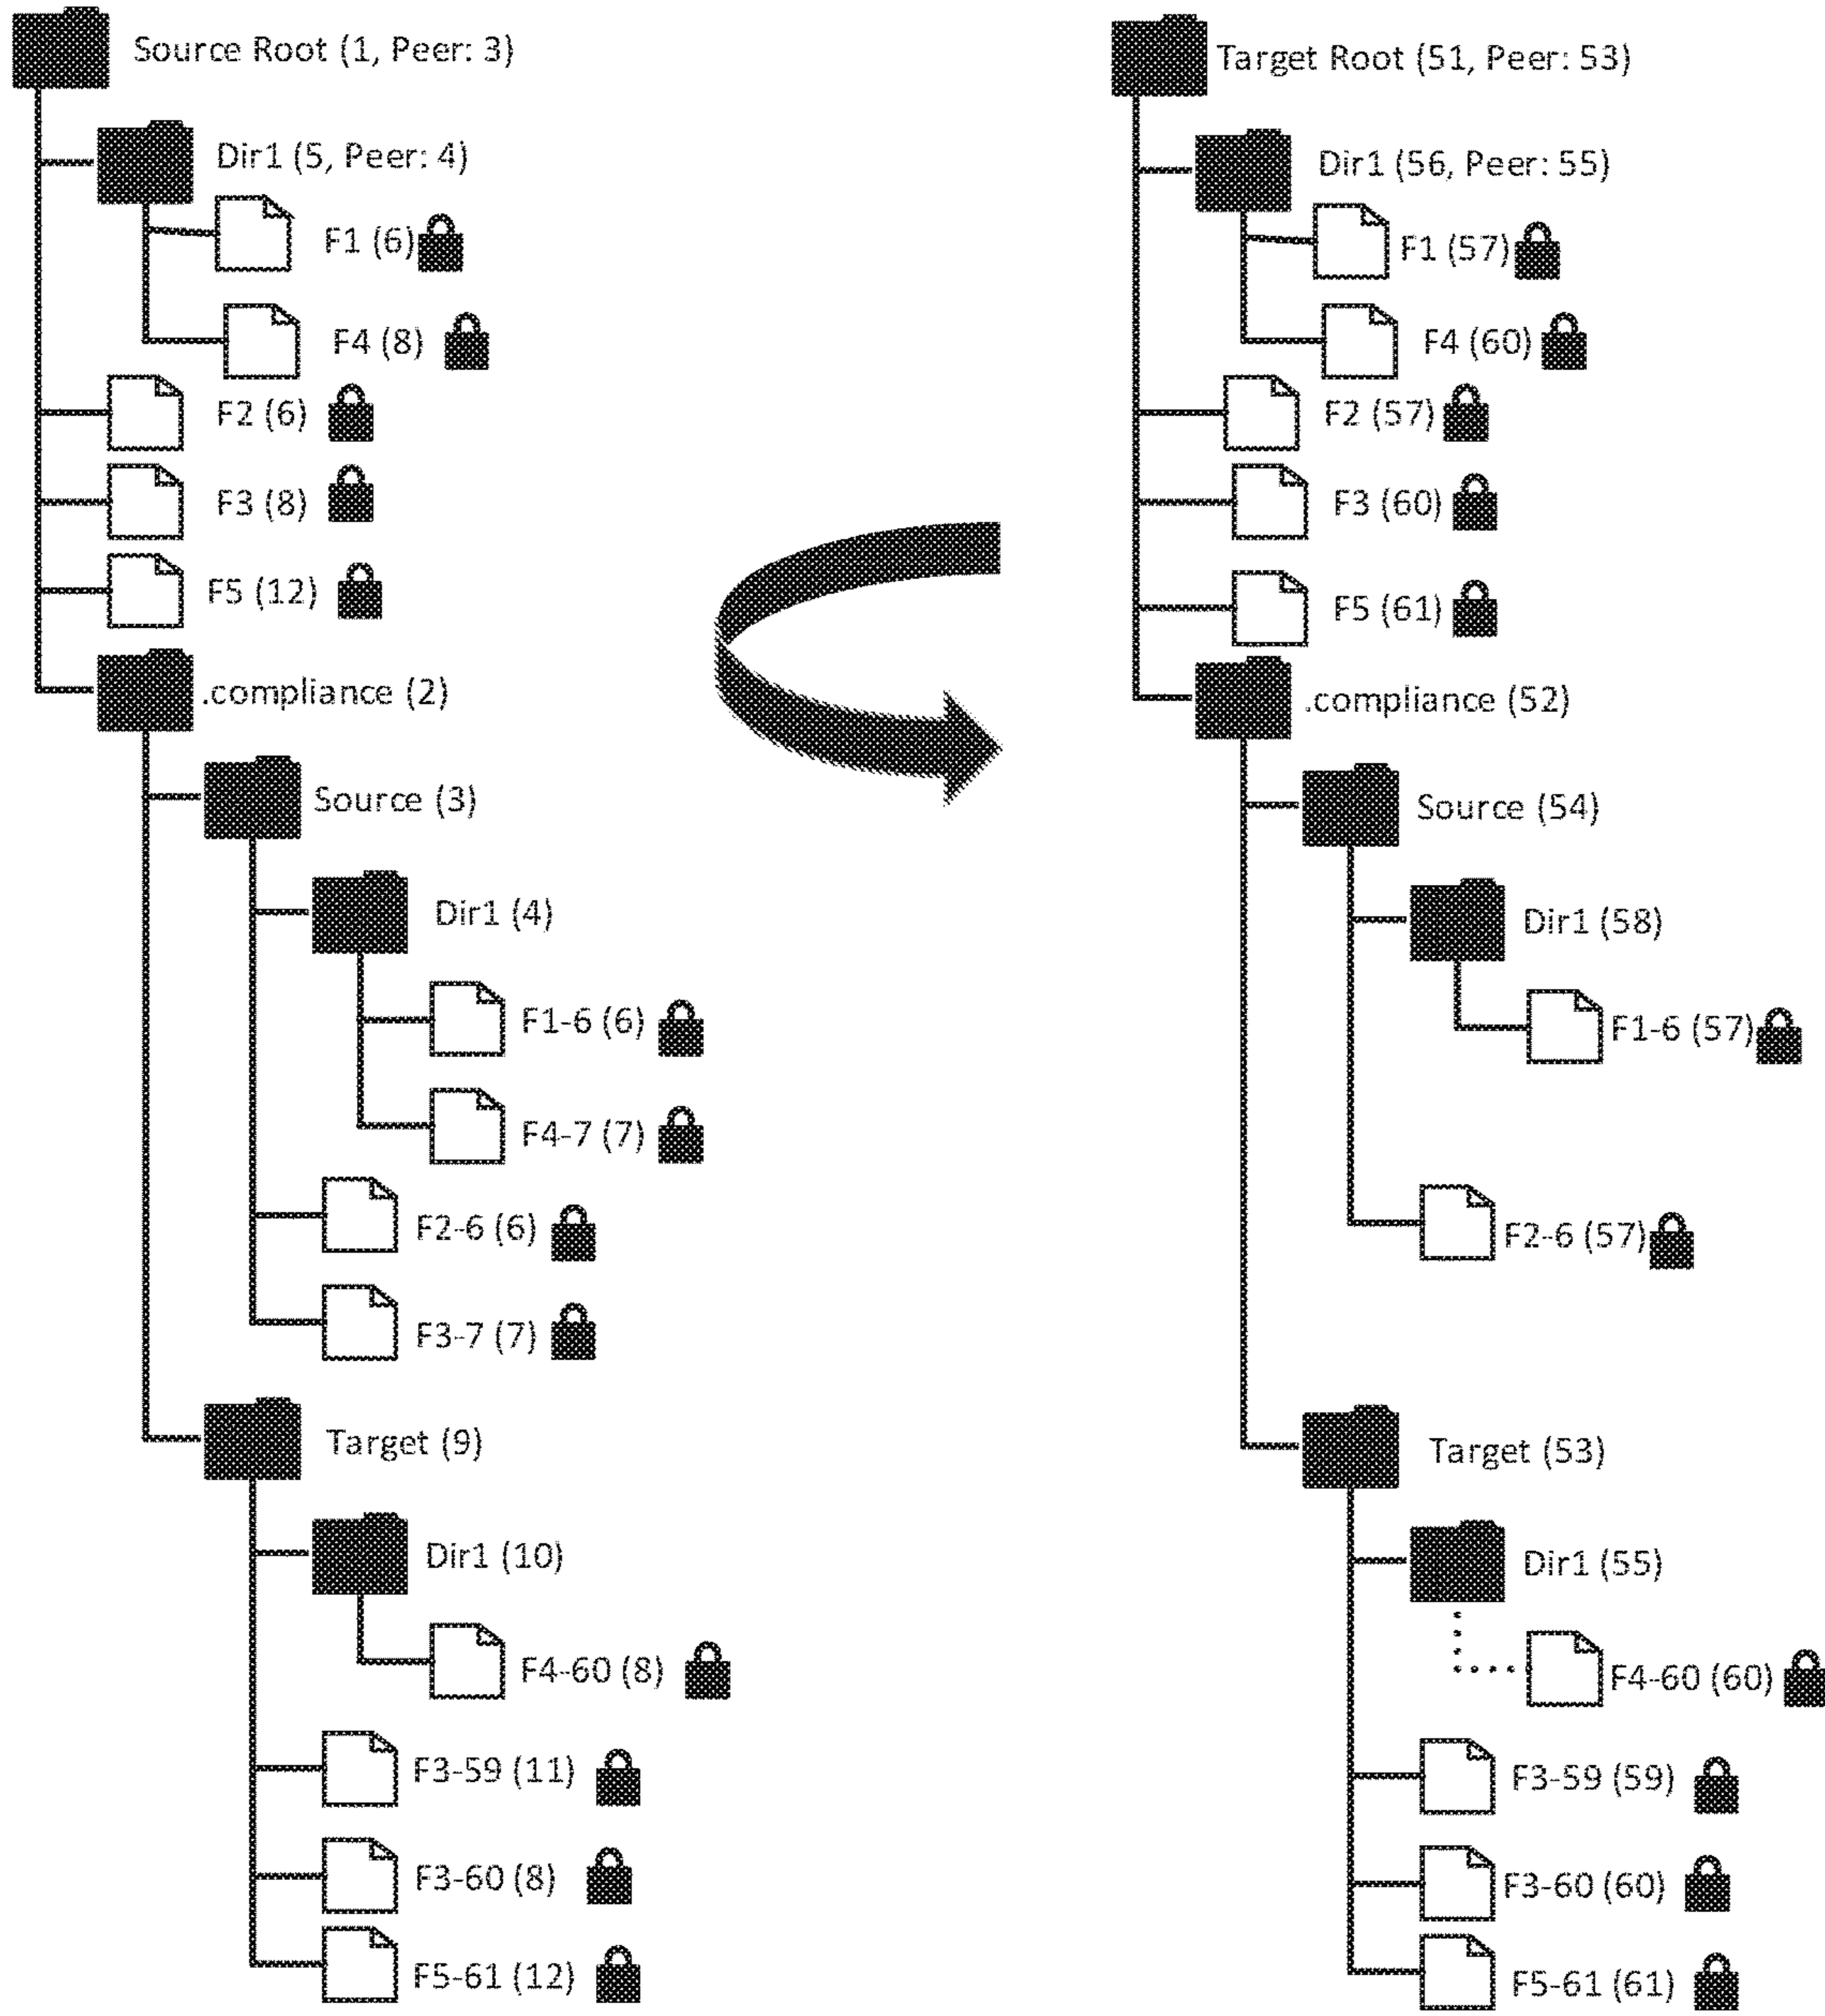 Source Root (1, Peer: 3)
Dir1 (5, Peer: 4)
F1 (6)
F4 (8)
F2 (6)
F3 (8)
F5 (12)
.compliance (2)
Source (3)
Dir1 (4)
F1-6 (6)
F4-7 (7)
F2-6 (6)
F3-7 (7)
Target (9)
Dir1 (10)
F4-60 (8)
F3-59 (11)
F3-60 (8)
F5-61 (12)
Target Root (51, Peer: 53)
Dir1 (56, Peer: 55)
F1 (57)
F4 (60)
F2 (57)
F3 (60)
F5 (61)
.compliance (52)
Source (54)
Dir1 (58)
F1-6 (57)
F2-6 (57)
Target (53)
Dir1 (55)
F4-60 (60)
F3-59 (59)
F3-60 (60)
F5-61 (61)